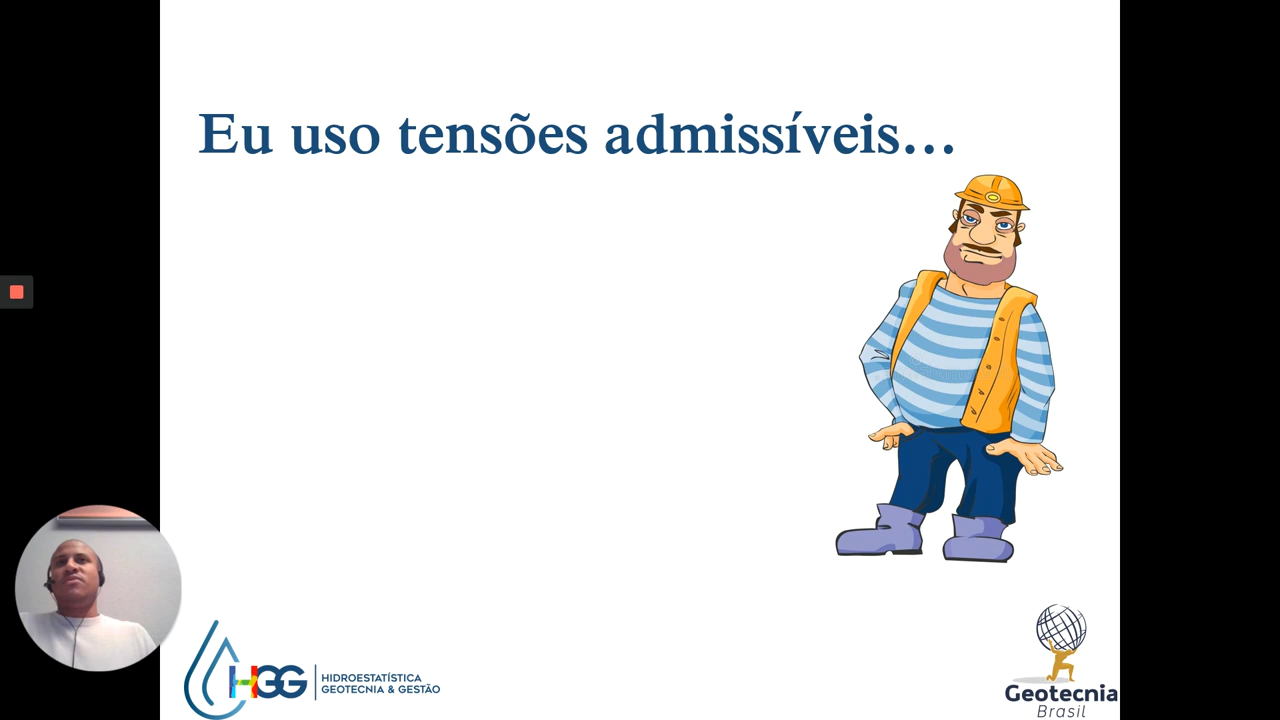 Eu uso tensões admissíveis...
HGG
HIDROESTATÍSTICA
GEOTECNIA & GESTÃO
Geotecnia
Brasil